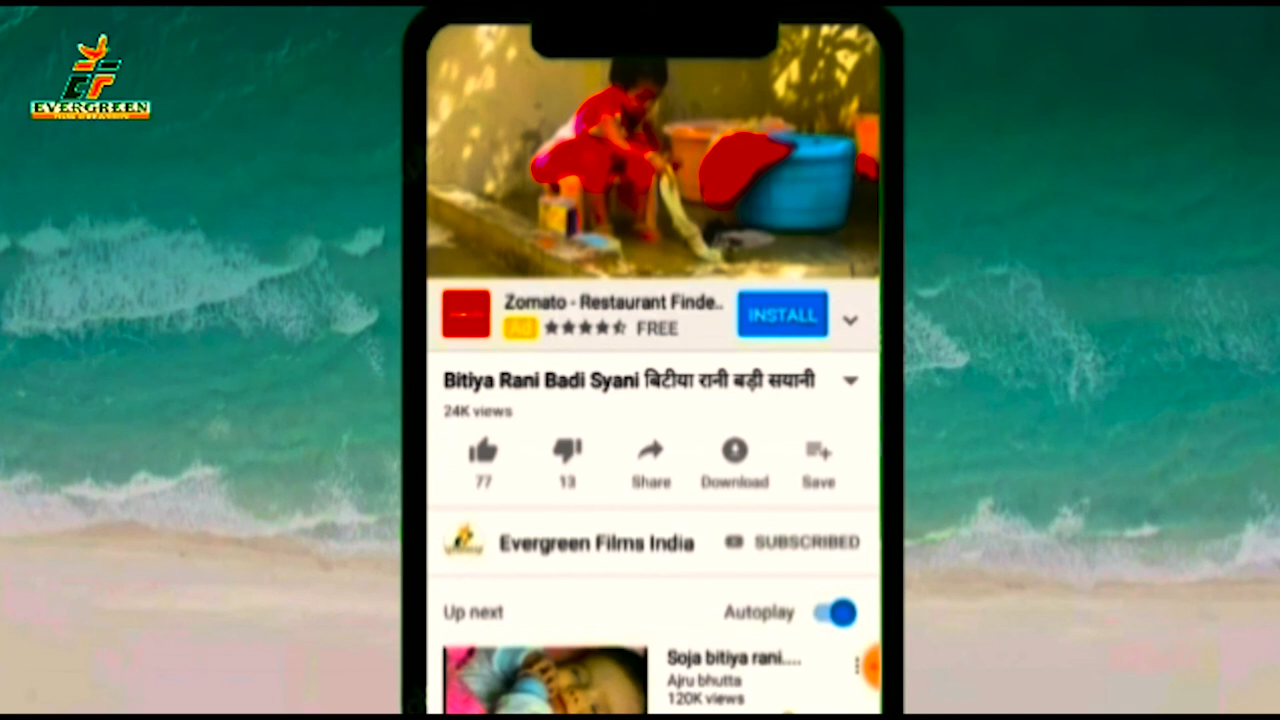 EVERGREEN
Zomato - Restaurant Finde..
INSTALL
Ad
FREE
Bitiya Rani Badi Syani बिटीया रानी बड़ी सयानी
24K views
77
13
Share
Download
Save
Evergreen Films India
SUBSCRIBED
Up next
Autoplay
Soja bitiya rani....
Ajru bhutta
120K views